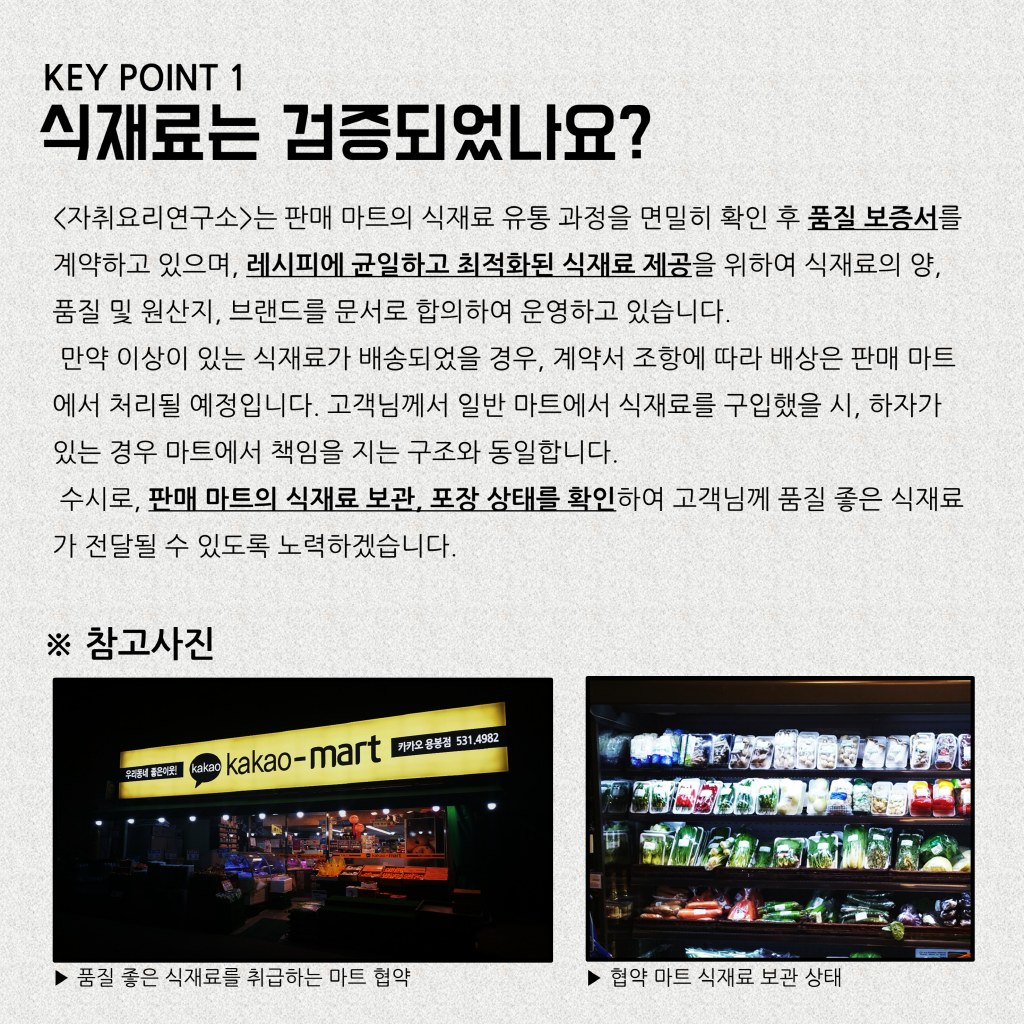 KEY POINT 1
식재료는 검증되었나요?
<자취요리연구소>는 판매 마트의 식재료 유통 과정을 면밀히 확인 후 품질 보증서를
계약하고 있으며, 레시피에 균일하고 최적화된 식재료 제공을 위하여 식재료의 양,
품질 및 원산지, 브랜드를 문서로 합의하여 운영하고 있습니다.
만약 이상이 있는 식재료가 배송되었을 경우, 계약서 조항에 따라 배상은 판매 마트
에서 처리될 예정입니다. 고객님께서 일반 마트에서 식재료를 구입했을 시, 하자가
있는 경우 마트에서 책임을 지는 구조와 동일합니다.
수시로, 판매 마트의 식재료 보관, 포장 상태를 확인하여 고객님께 품질 좋은 식재료
가 전달될 수 있도록 노력하겠습니다.
※ 참고사진
우리동네 좋은이웃! kakao kakao-mart 카카오 용봉점 531.4982
▶ 품질 좋은 식재료를 취급하는 마트 협약
▶ 협약 마트 식재료 보관 상태